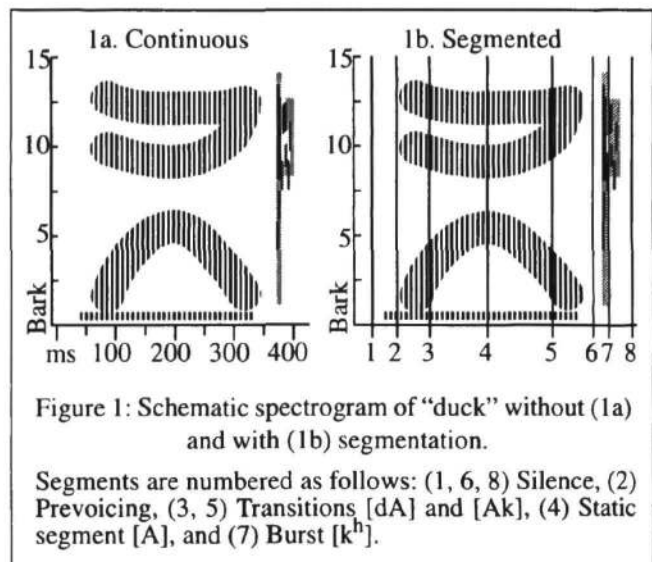 1a. Continuous 1b. Segmented
15 15
10 10
5 5
Bark Bark
ms 100 200 300 400 1 2 3 4 5 6 7 8
Figure 1: Schematic spectrogram of “duck” without (1a)
and with (1b) segmentation.
Segments are numbered as follows: (1, 6, 8) Silence, (2)
Prevoicing, (3, 5) Transitions [dA] and [Ak], (4) Static
segment [A], and (7) Burst [kʰ].